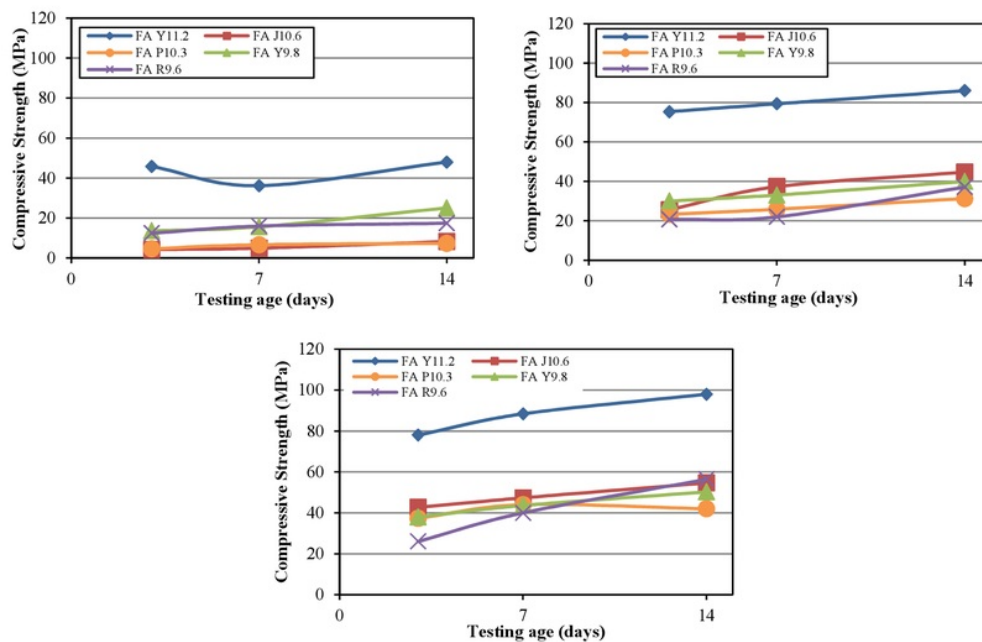 120
100
80
60
40
20
0
Compressive Strength (MPa)
FA Y11.2 FA J10.6
FA P10.3 FA Y9.8
FA R9.6
0 7 14
Testing age (days)
120
100
80
60
40
20
0
Compressive Strength (MPa)
FA Y11.2 FA J10.6
FA P10.3 FA Y9.8
FA R9.6
0 7 14
Testing age (days)
120
100
80
60
40
20
0
Compressive Strength (MPa)
FA Y11.2 FA J10.6
FA P10.3 FA Y9.8
FA R9.6
0 7 14
Testing age (days)